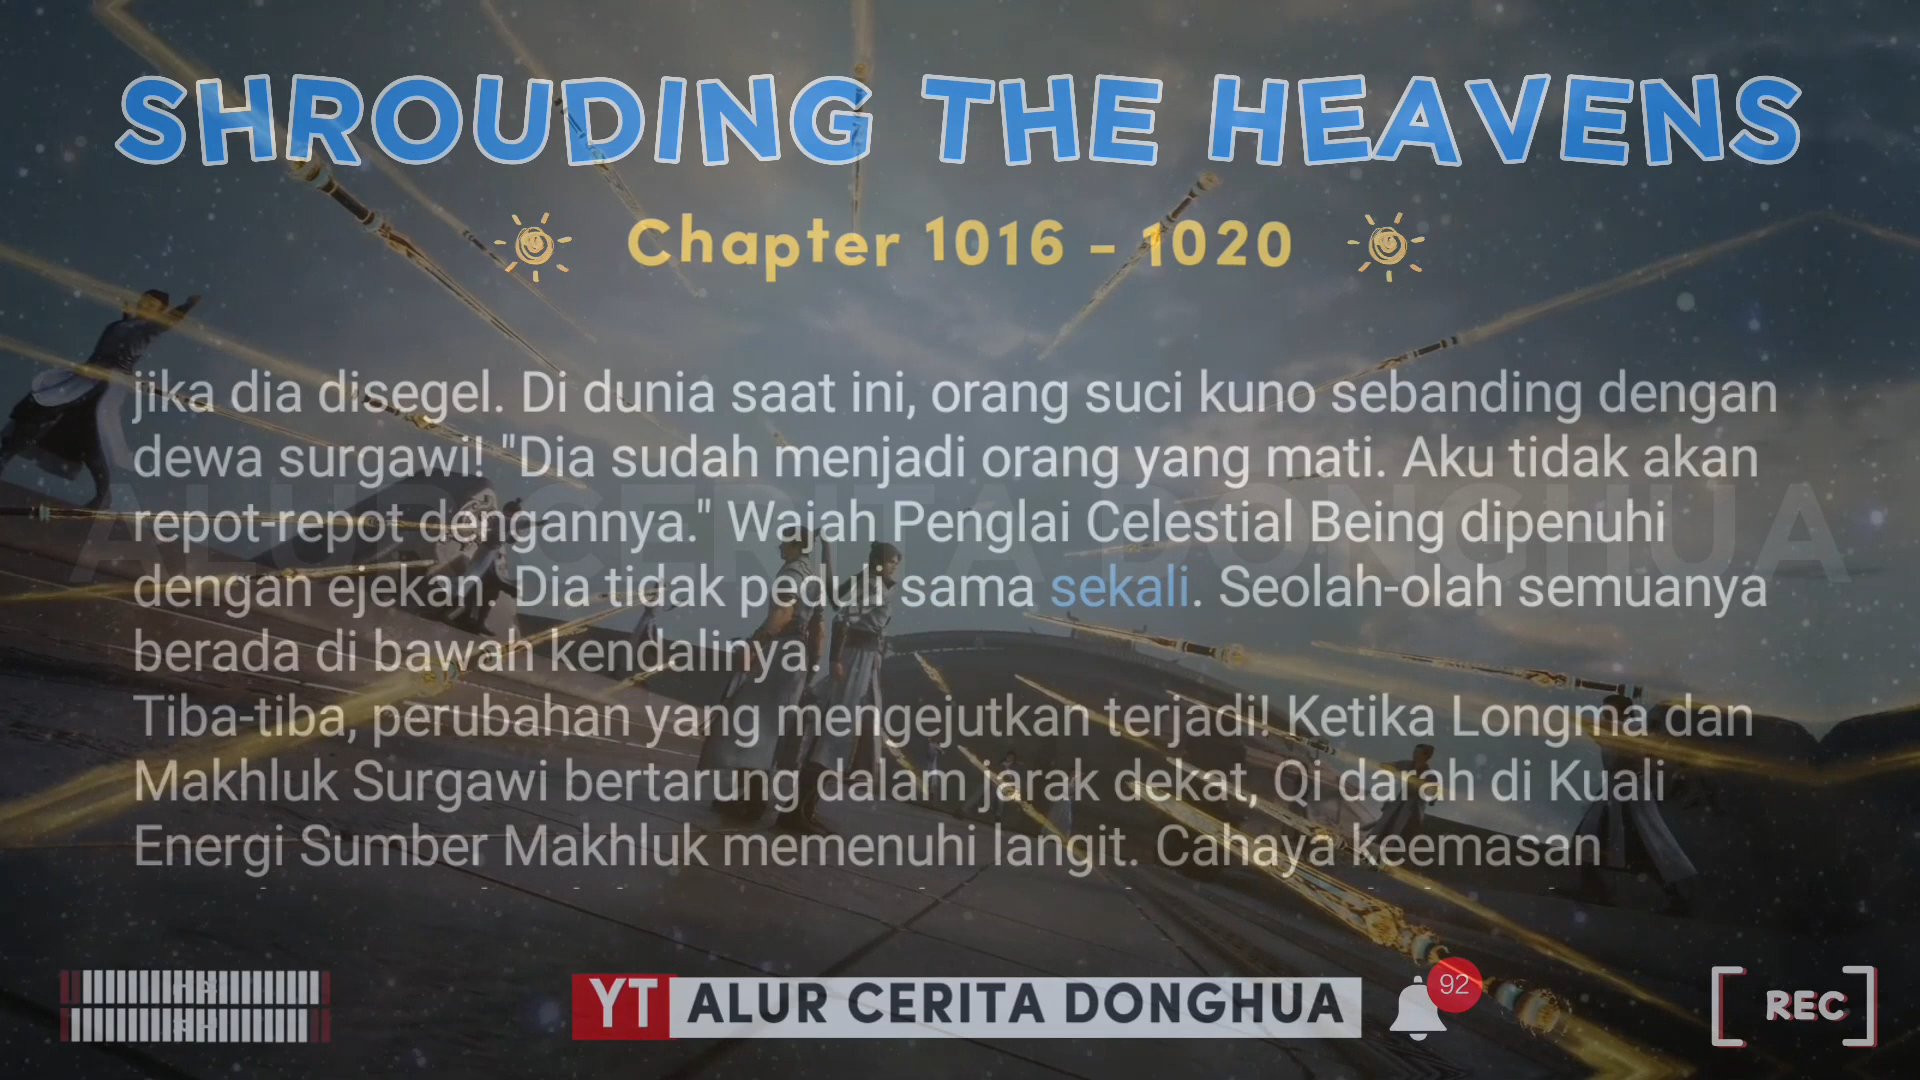 SHROUDING THE HEAVENS
Chapter 1016 - 1020
jika dia disegel. Di dunia saat ini, orang suci kuno sebanding dengan
dewa surgawi! "Dia sudah menjadi orang yang mati. Aku tidak akan
repot-repot dengannya." Wajah Penglai Celestial Being dipenuhi
dengan ejekan. Dia tidak peduli sama sekali. Seolah-olah semuanya
berada di bawah kendalinya.
Tiba-tiba, perubahan yang mengejutkan terjadi! Ketika Longma dan
Makhluk Surgawi bertarung dalam jarak dekat, Qi darah di Kuali
Energi Sumber Makhluk memenuhi langit. Cahaya keemasan
ALUR CERITA DONGHUA
YT ALUR CERITA DONGHUA
92
REC